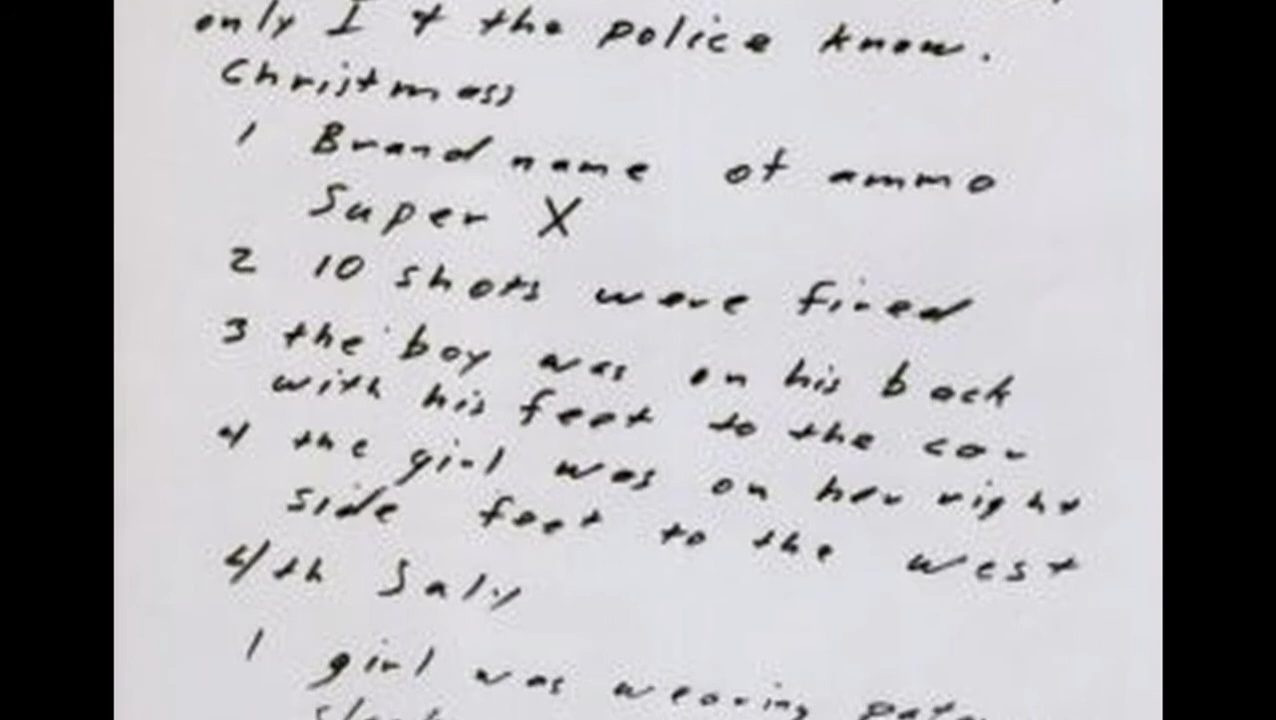 only I + the police know.
Christmass
1 Brand name of ammo
Super X
2 10 shots were fired
3 the boy was on his back
with his feet to the car
4 the girl was on her right
side feet to the west
4th Saly
1 girl was wearing